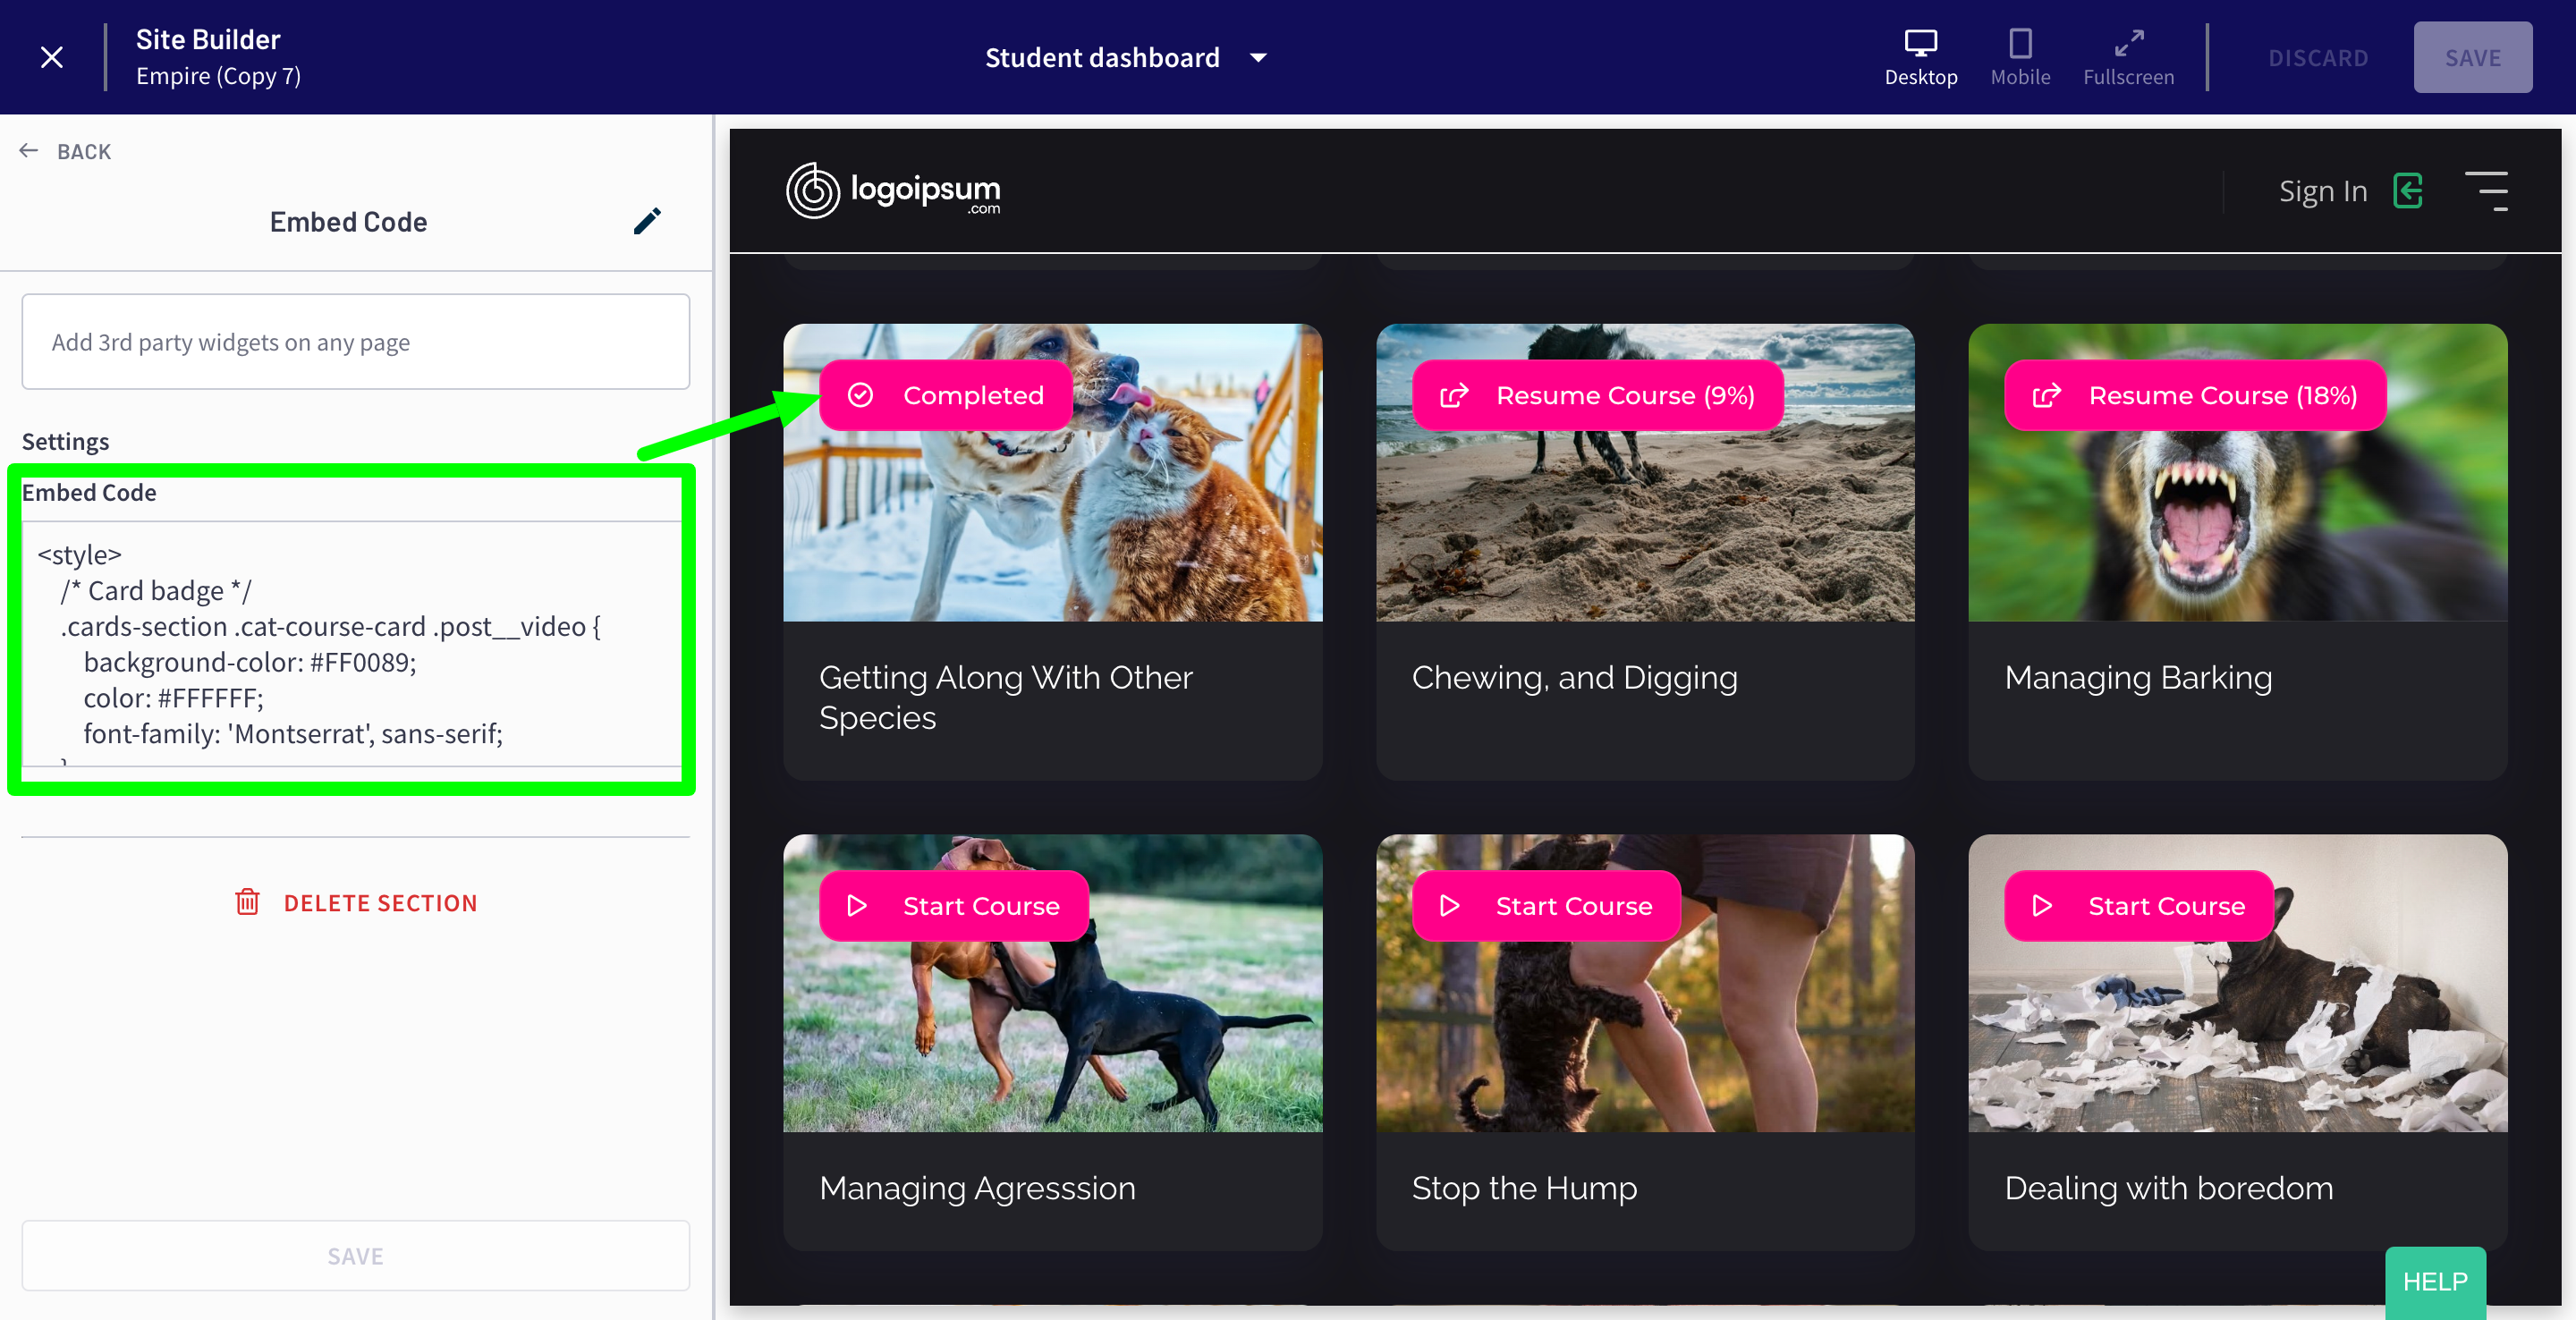 Site Builder
Empire (Copy 7)
Student dashboard
Desktop
Mobile
Fullscreen
DISCARD
SAVE
BACK
Embed Code
Add 3rd party widgets on any page
Settings
Embed Code
<style>
/* Card badge */
.cards-section .cat-course-card .post__video {
background-color: #FF0089;
color: #FFFFFF;
font-family: 'Montserrat', sans-serif;
}
DELETE SECTION
SAVE
logoipsum
.com
Sign In
Completed
Resume Course (9%)
Resume Course (18%)
Getting Along With Other
Species
Chewing, and Digging
Managing Barking
Start Course
Start Course
Start Course
Managing Agresssion
Stop the Hump
Dealing with boredom
HELP